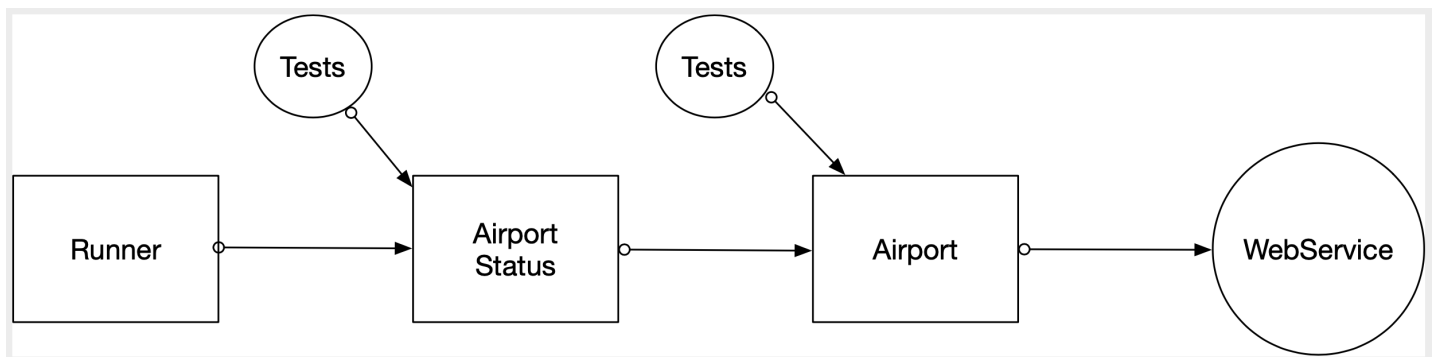 Tests
Tests
Runner
Airport
Status
Airport
WebService